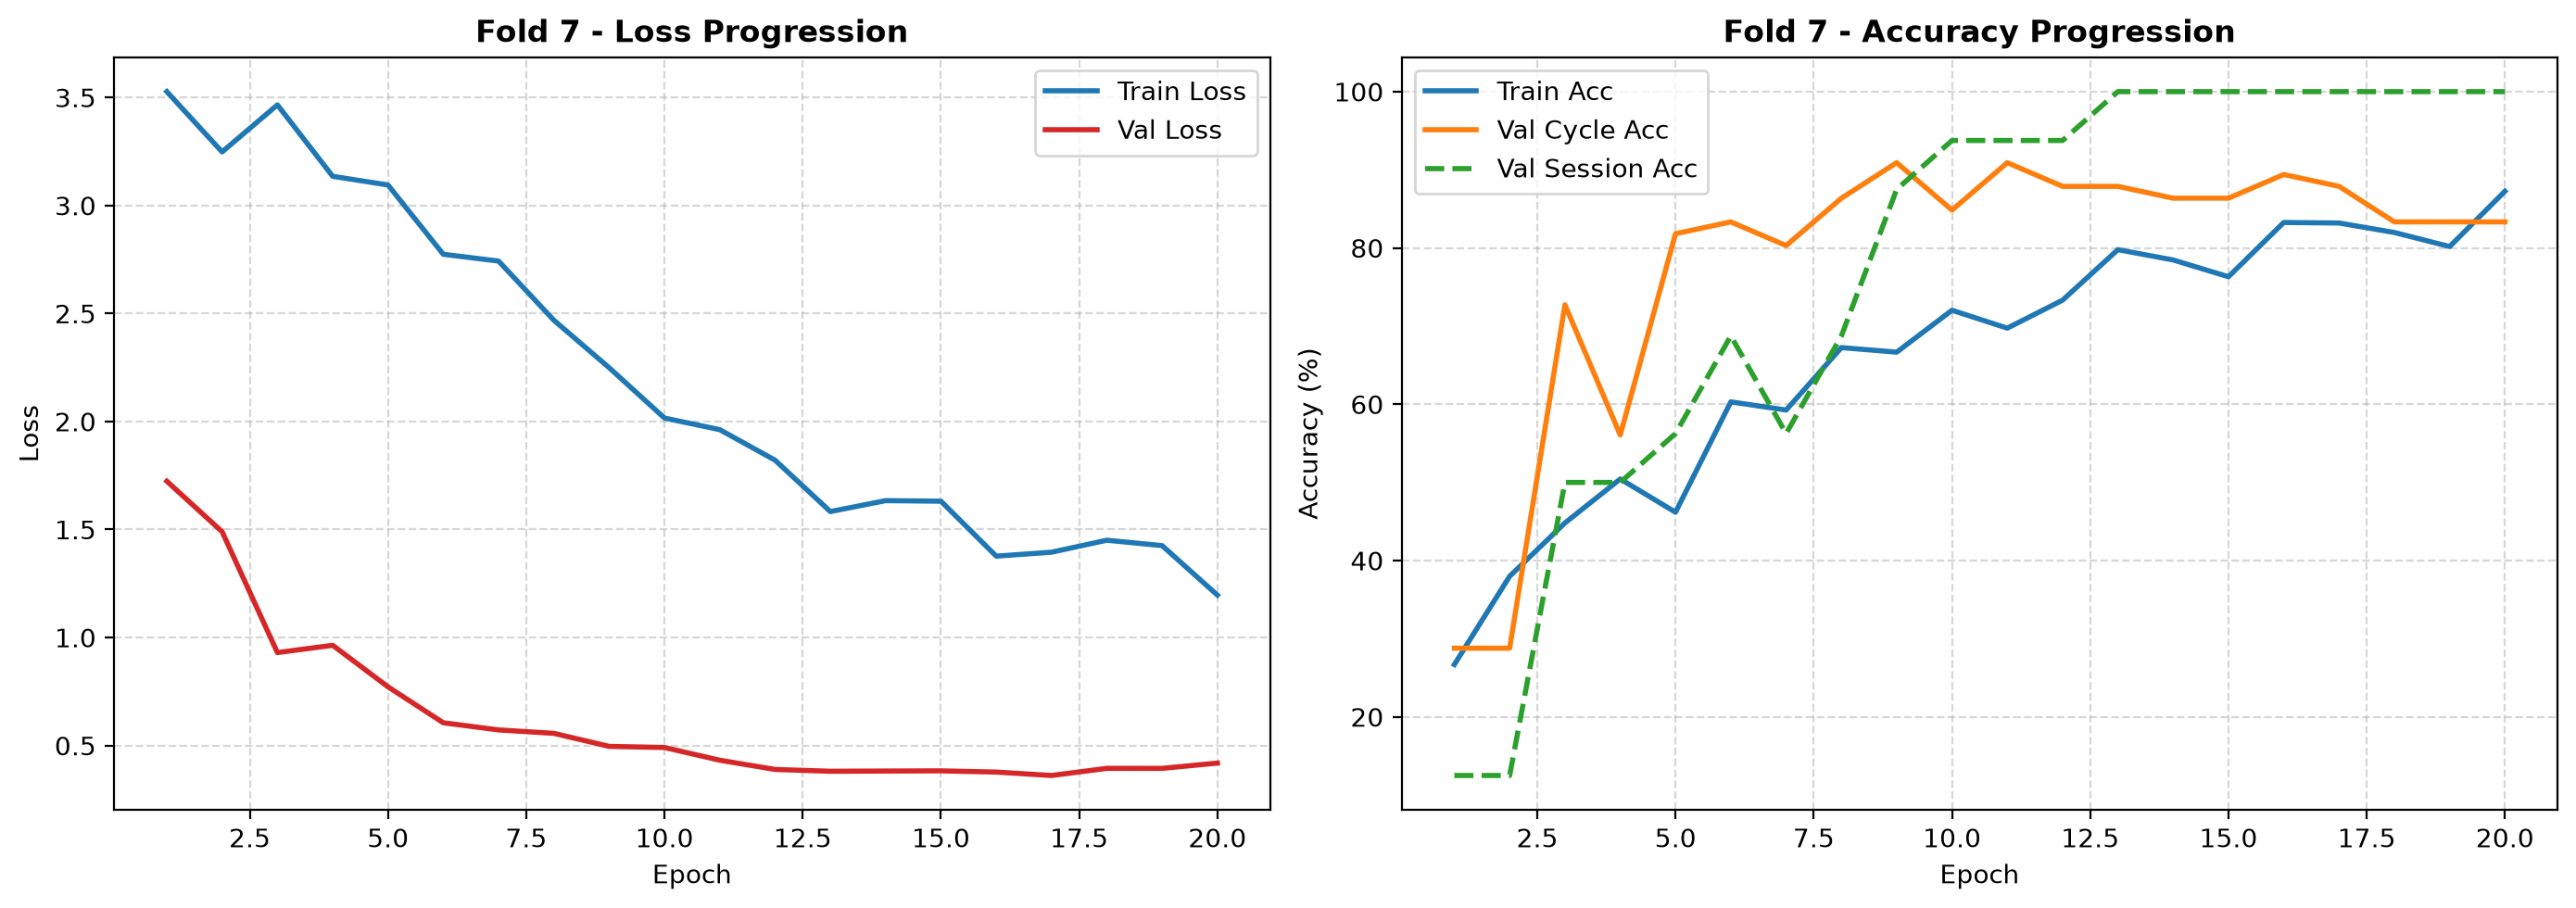 Fold 7 - Loss Progression
Train Loss
Val Loss
3.5
3.0
2.5
2.0
1.5
1.0
0.5
Loss
2.5 5.0 7.5 10.0 12.5 15.0 17.5 20.0
Epoch
Fold 7 - Accuracy Progression
Train Acc
Val Cycle Acc
Val Session Acc
100
80
60
40
20
Accuracy (%)
2.5 5.0 7.5 10.0 12.5 15.0 17.5 20.0
Epoch